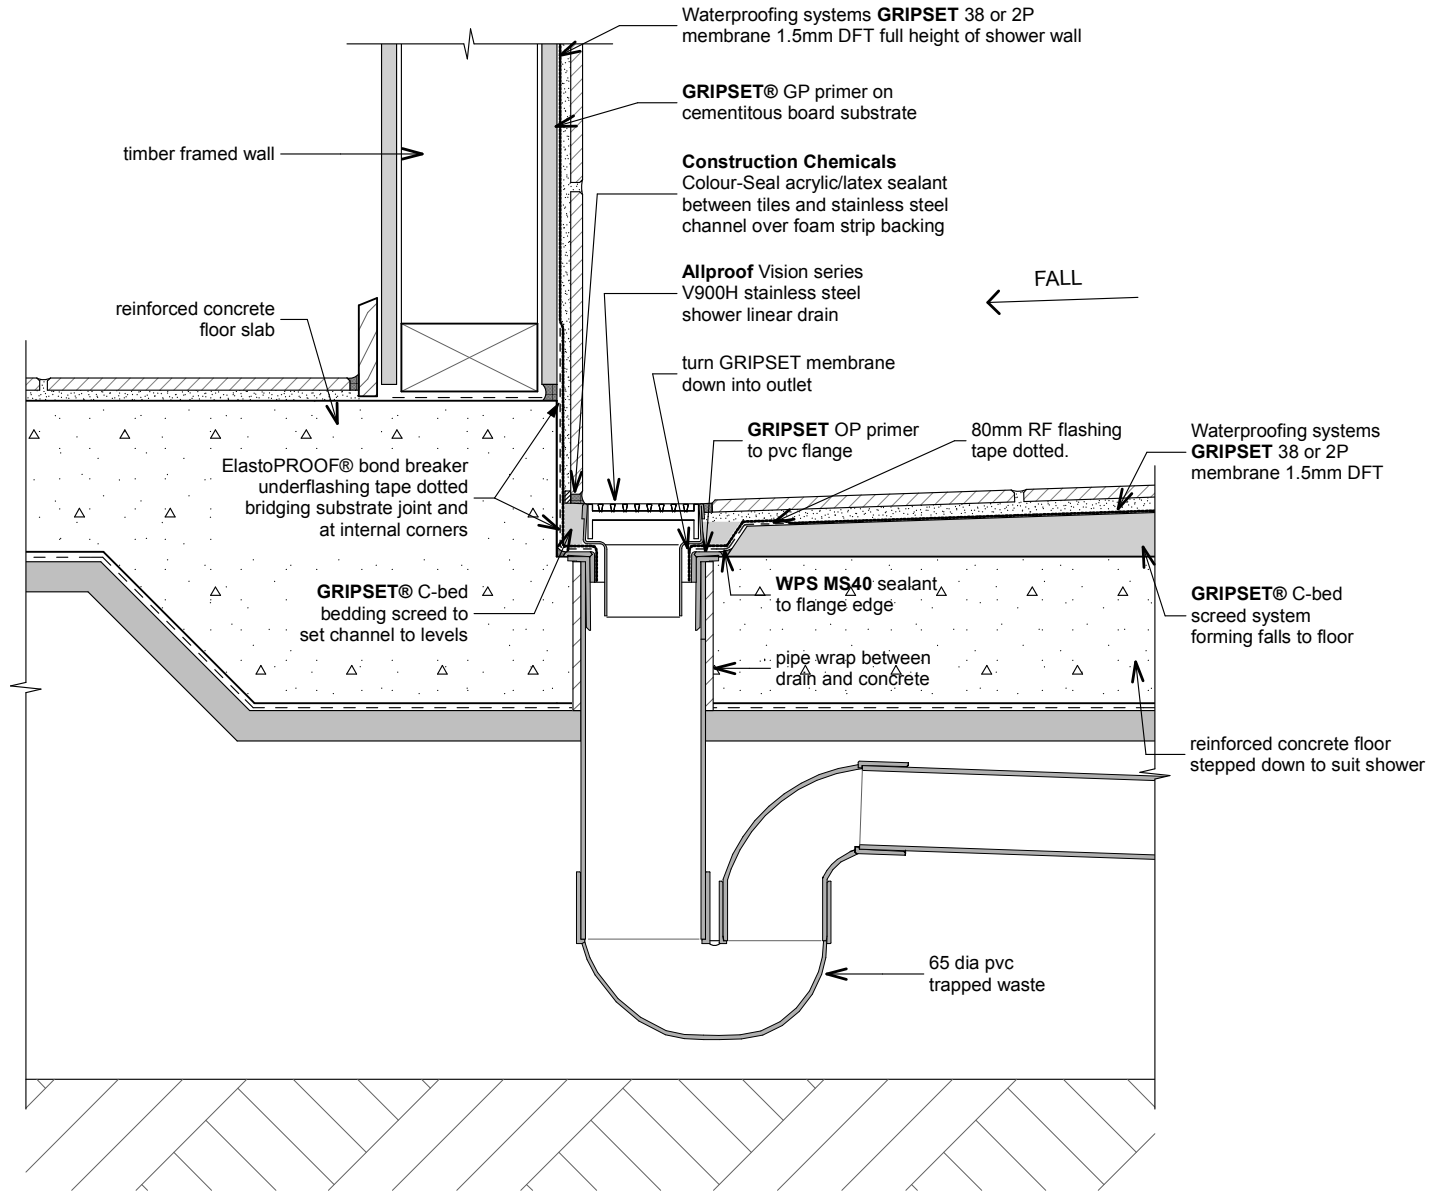 Waterproofing systems GRIPSET 38 or 2P
membrane 1.5mm DFT full height of shower wall
GRIPSET® GP primer on
cementitous board substrate
timber framed wall
Construction Chemicals
Colour-Seal acrylic/latex sealant
between tiles and stainless steel
channel over foam strip backing
Allproof Vision series
V900H stainless steel
shower linear drain
FALL
reinforced concrete
floor slab
turn GRIPSET membrane
down into outlet
GRIPSET OP primer
to pvc flange
80mm RF flashing
tape dotted.
Waterproofing systems
GRIPSET 38 or 2P
membrane 1.5mm DFT
ElastoPROOF® bond breaker
underflashing tape dotted
bridging substrate joint and
at internal corners
GRIPSET® C-bed
bedding screed to
set channel to levels
WPS MS40 sealant
to flange edge
GRIPSET® C-bed
screed system
forming falls to floor
pipe wrap between
drain and concrete
reinforced concrete floor
stepped down to suit shower
65 dia pvc
trapped waste